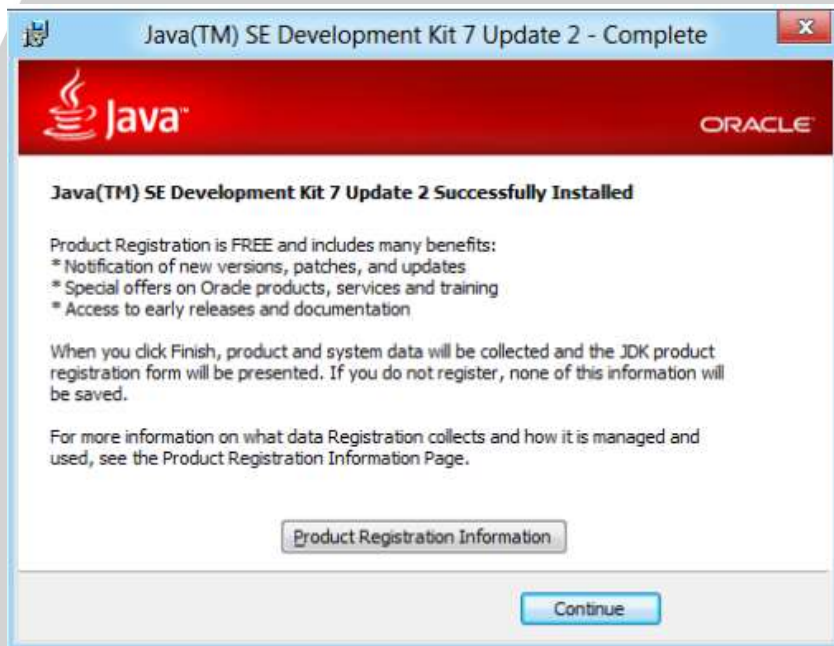 Java(TM) SE Development Kit 7 Update 2 - Complete
Java™
ORACLE
Java(TM) SE Development Kit 7 Update 2 Successfully Installed
Product Registration is FREE and includes many benefits:
* Notification of new versions, patches, and updates
* Special offers on Oracle products, services and training
* Access to early releases and documentation
When you click Finish, product and system data will be collected and the JDK product
registration form will be presented. If you do not register, none of this information will
be saved.
For more information on what data Registration collects and how it is managed and
used, see the Product Registration Information Page.
Product Registration Information
Continue